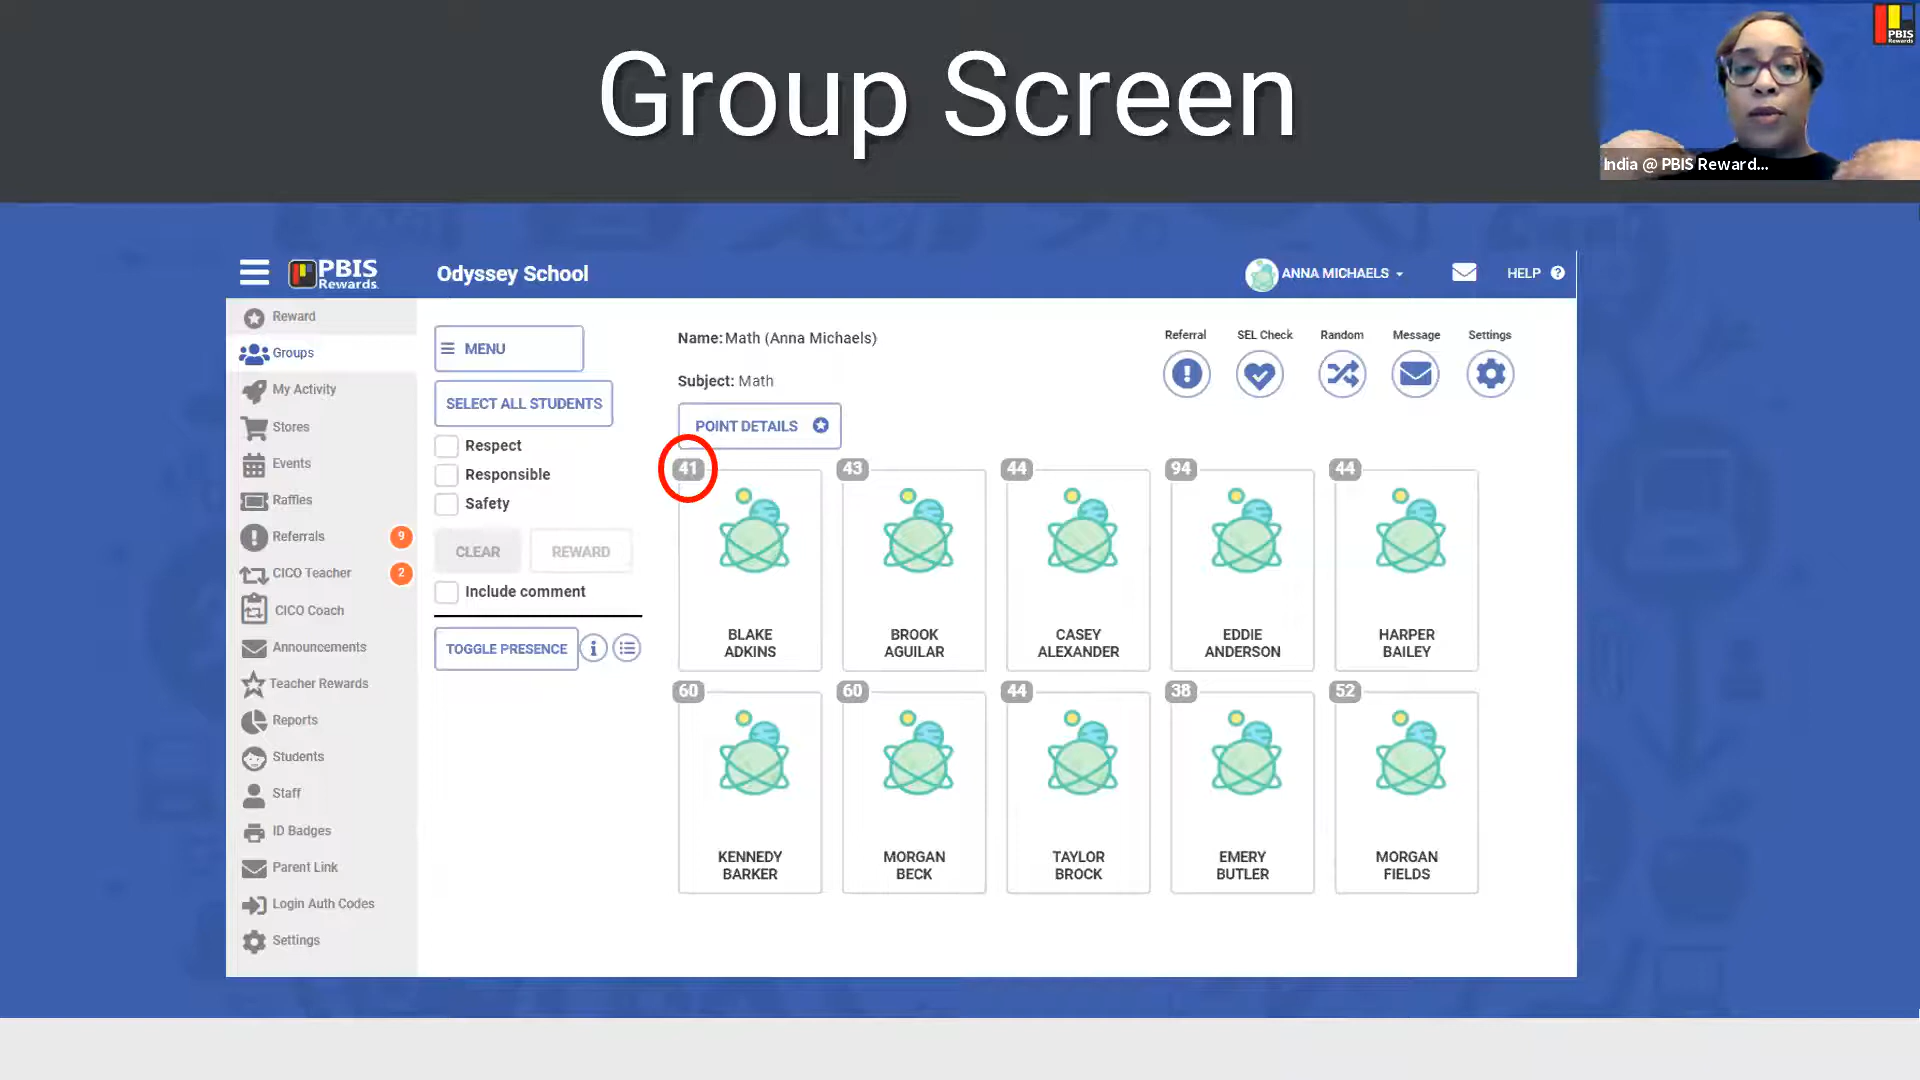 Group Screen
PBIS
Rewards
India @ PBIS Reward...
PBIS
Rewards
Odyssey School
ANNA MICHAELS
HELP ?
Reward
Groups
My Activity
Stores
Events
Raffles
Referrals 9
CICO Teacher 2
CICO Coach
Announcements
Teacher Rewards
Reports
Students
Staff
ID Badges
Parent Link
Login Auth Codes
Settings
MENU
SELECT ALL STUDENTS
Respect
Responsible
Safety
CLEAR REWARD
Include comment
TOGGLE PRESENCE i
Name: Math (Anna Michaels)
Subject: Math
POINT DETAILS
Referral SEL Check Random Message Settings
41 43 44 94 44
BLAKE
ADKINS
BROOK
AGUILAR
CASEY
ALEXANDER
EDDIE
ANDERSON
HARPER
BAILEY
60 60 44 38 52
KENNEDY
BARKER
MORGAN
BECK
TAYLOR
BROCK
EMERY
BUTLER
MORGAN
FIELDS